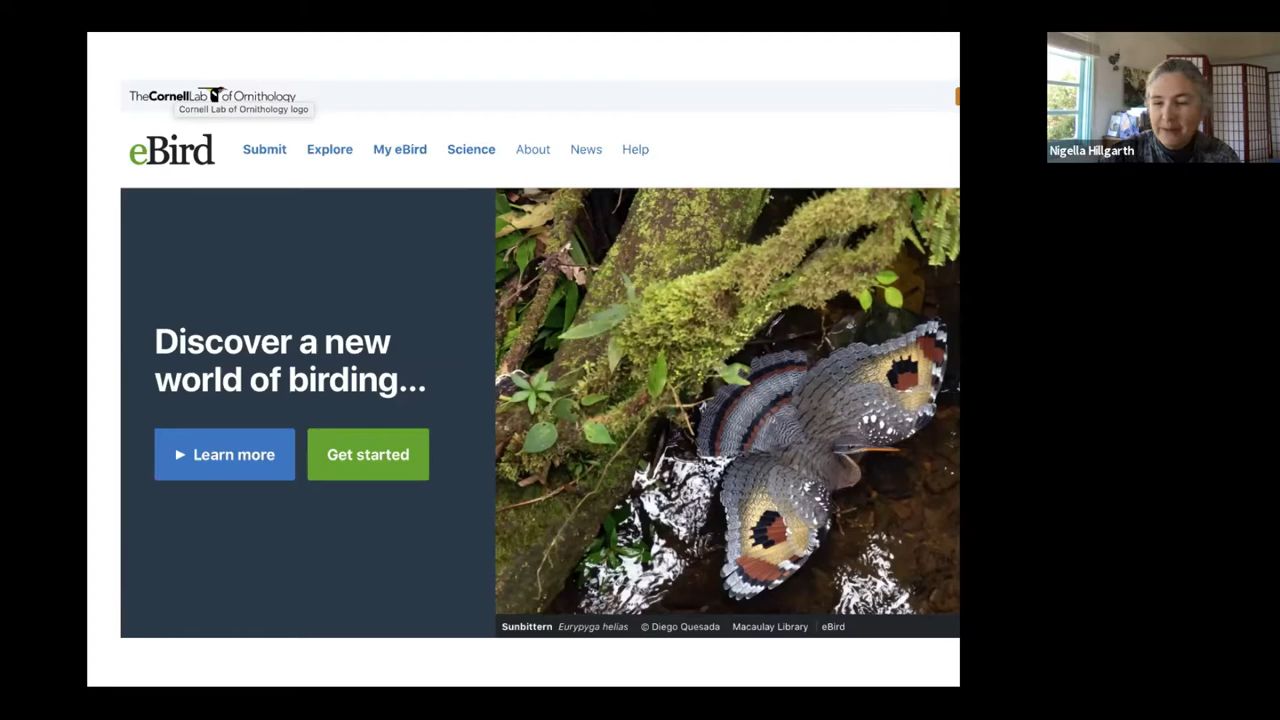 TheCornellLab of Ornithology
Cornell Lab of Ornithology logo
eBird Submit Explore My eBird Science About News Help
Discover a new
world of birding...
Learn more Get started
Sunbittern Eurypyga helias © Diego Quesada Macaulay Library eBird
Nigella Hillgarth